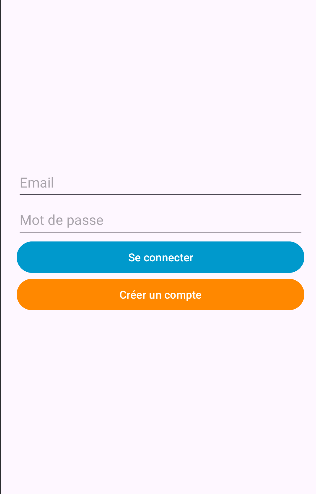 Email
Mot de passe
Se connecter
Créer un compte